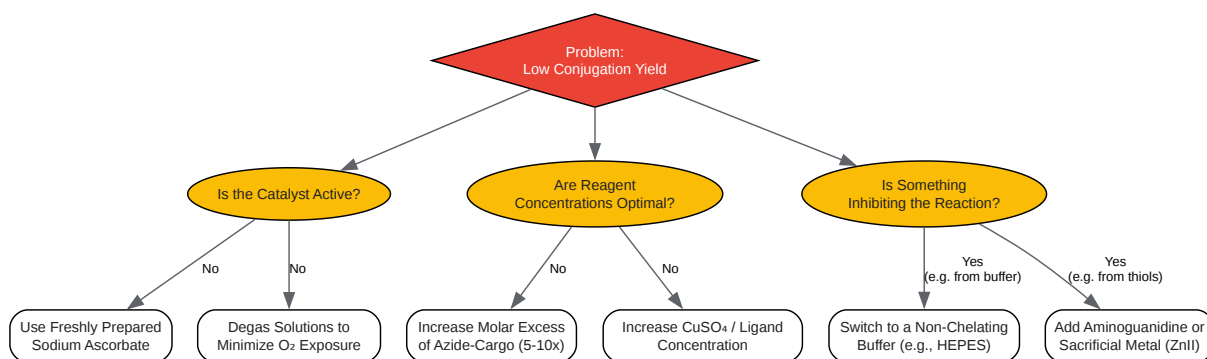 Problem:
Low Conjugation Yield
Is the Catalyst Active?
Are Reagent
Concentrations Optimal?
Is Something
Inhibiting the Reaction?
No
No
No
No
Yes
(e.g. from buffer)
Yes
(e.g. from thiols)
Use Freshly Prepared
Sodium Ascorbate
Degas Solutions to
Minimize O₂ Exposure
Increase Molar Excess
of Azide-Cargo (5-10x)
Increase CuSO₄ / Ligand
Concentration
Switch to a Non-Chelating
Buffer (e.g., HEPES)
Add Aminoguanidine or
Sacrificial Metal (ZnII)